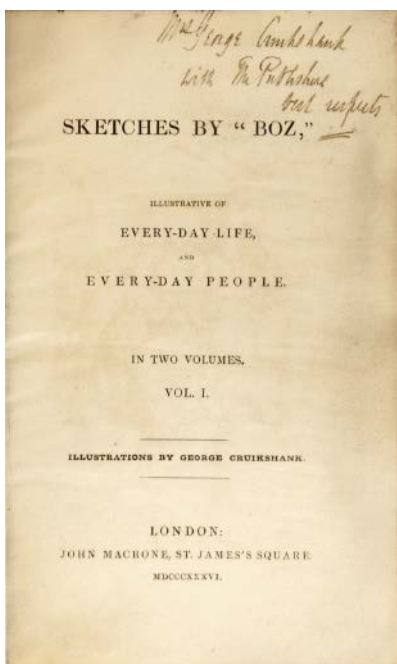 Mrs George Cruikshank
with The Publishers
best respects
SKETCHES BY “ BOZ,”
ILLUSTRATIVE OF
EVERY-DAY LIFE,
AND
EVERY-DAY PEOPLE.
IN TWO VOLUMES.
VOL. I.
ILLUSTRATIONS BY GEORGE CRUIKSHANK.
LONDON:
JOHN MACRONE, ST. JAMES'S SQUARE
MDCCCXXXVI.